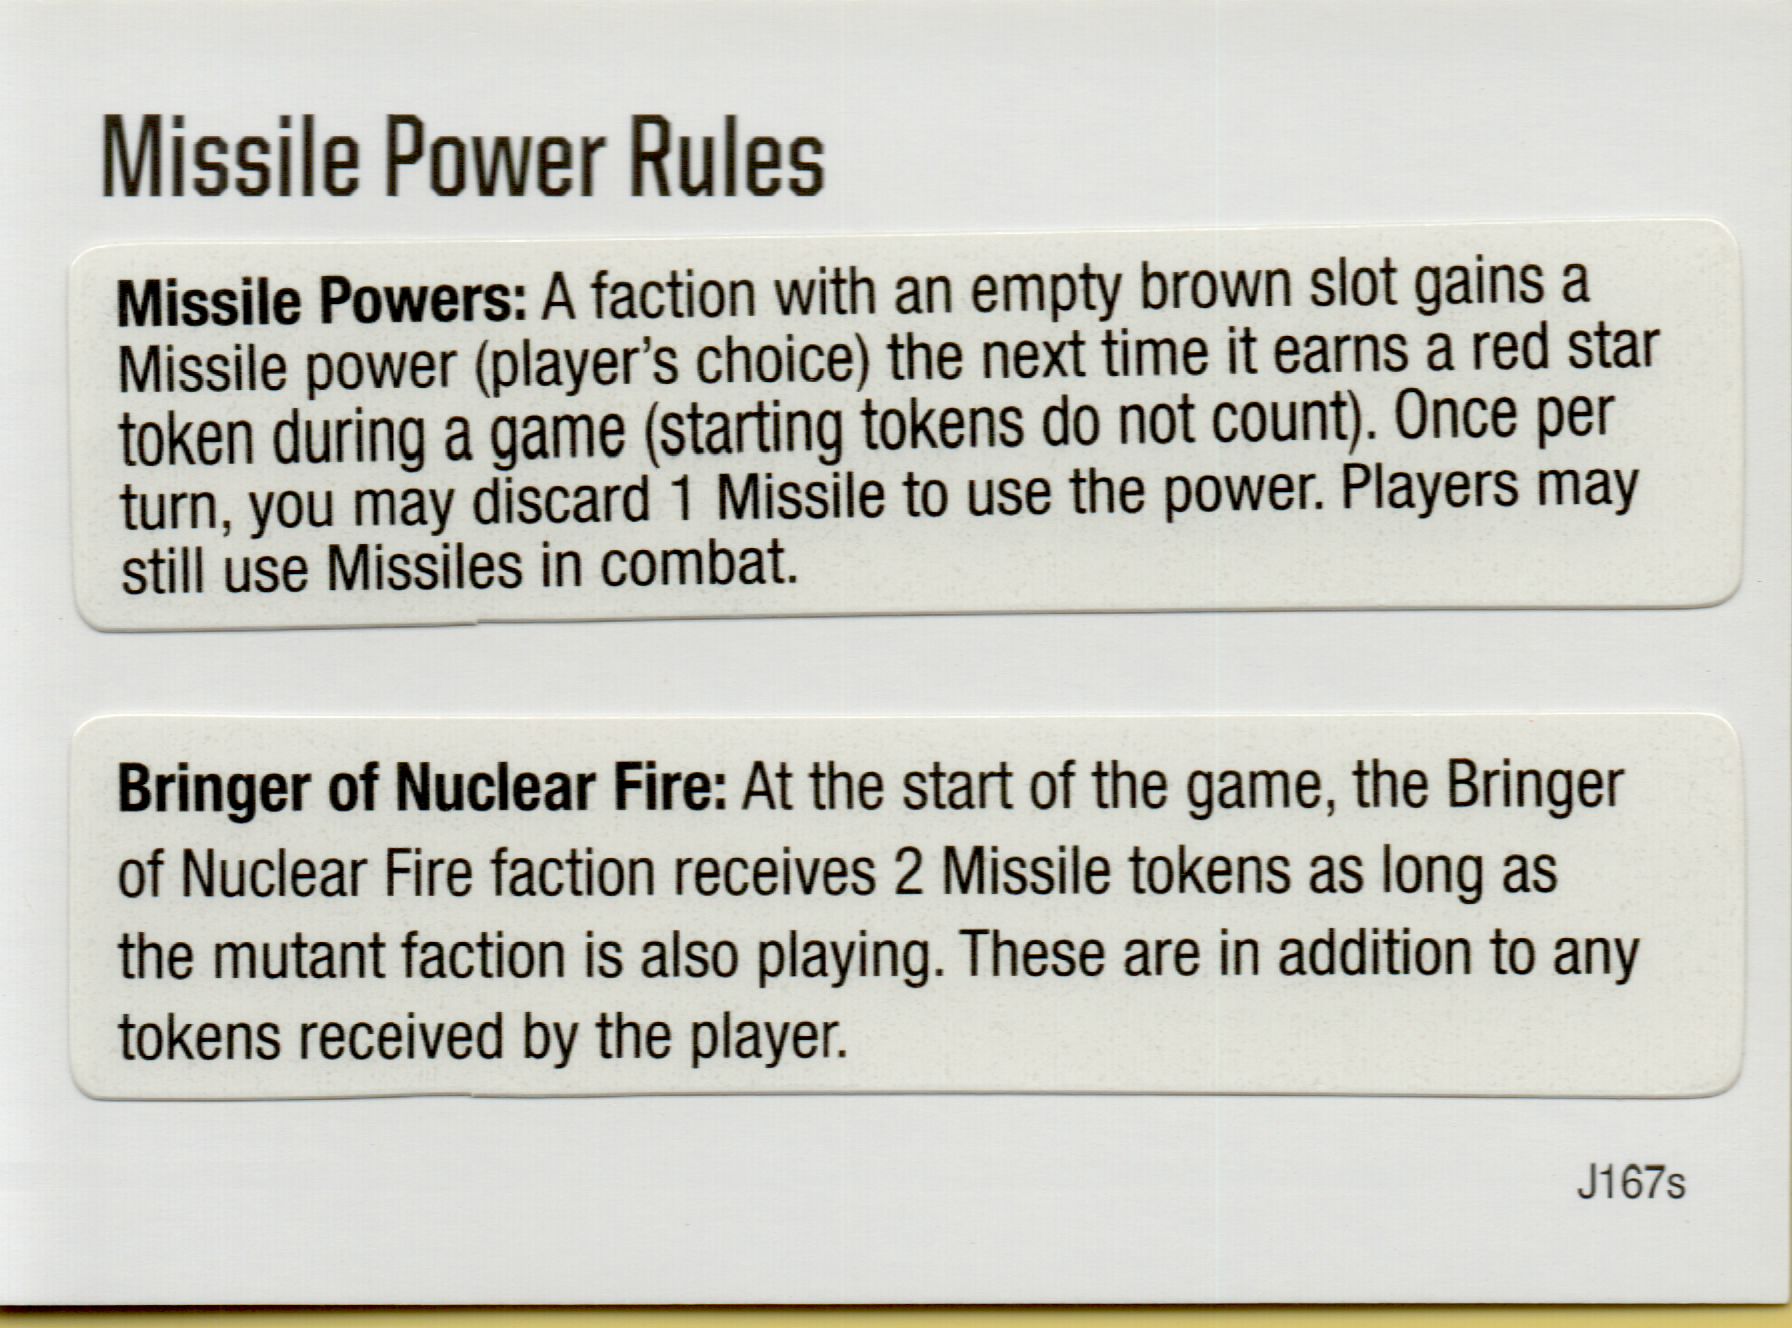 Missile Power Rules
Missile Powers: A faction with an empty brown slot gains a
Missile power (player's choice) the next time it earns a red star
token during a game (starting tokens do not count). Once per
turn, you may discard 1 Missile to use the power. Players may
still use Missiles in combat.
Bringer of Nuclear Fire: At the start of the game, the Bringer
of Nuclear Fire faction receives 2 Missile tokens as long as
the mutant faction is also playing. These are in addition to any
tokens received by the player.
J167s